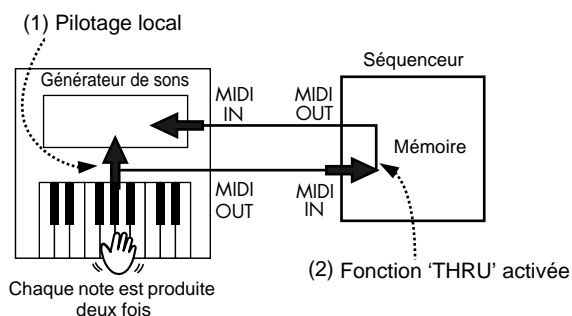 (1) Pilotage local
Générateur de sons
Séquenceur
MIDI
IN
MIDI
OUT
Mémoire
MIDI
OUT
MIDI
IN
(2) Fonction ‘THRU’ activée
Chaque note est produite
deux fois